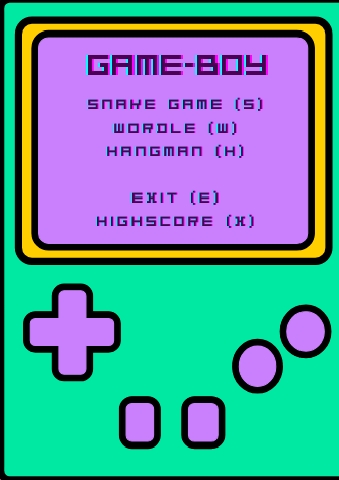 GAME-BOY
SNAKE GAME (S)
WORDLE (W)
HANGMAN (H)
EXIT (E)
HIGHSCORE (X)